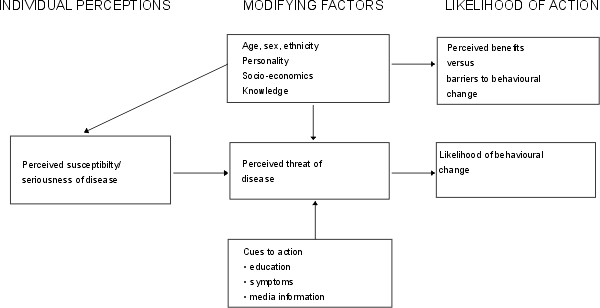 INDIVIDUAL PERCEPTIONS
MODIFYING FACTORS
LIKELIHOOD OF ACTION
Age, sex, ethnicity
Personality
Socio-economics
Knowledge
Perceived benefits
versus
barriers to behavioural
change
Perceived susceptibilty/
seriousness of disease
Perceived threat of
disease
Likelihood of behavioural
change
Cues to action
• education
• symptoms
• media information